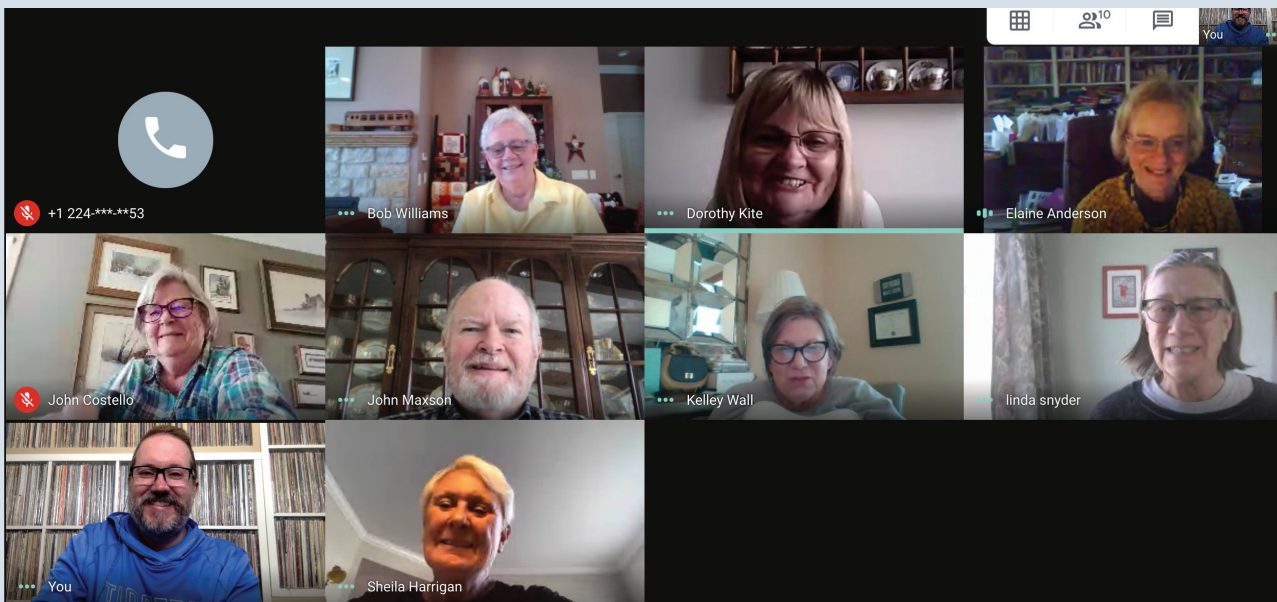 10
You
+1 224-***-**53
Bob Williams
Dorothy Kite
Elaine Anderson
John Costello
John Maxson
Kelley Wall
linda snyder
You
Sheila Harrigan